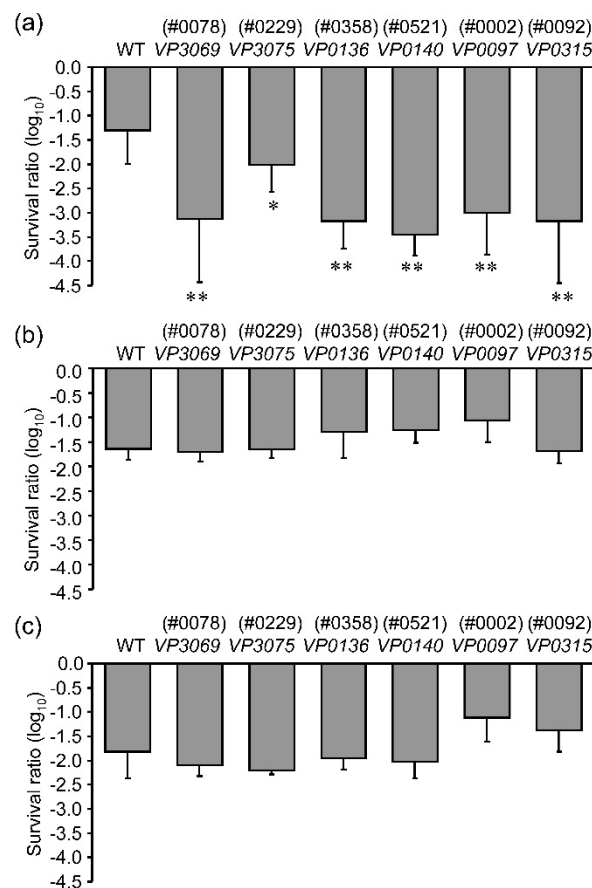 (a)
(#0078) (#0229) (#0358) (#0521) (#0002) (#0092)
WT VP3069 VP3075 VP0136 VP0140 VP0097 VP0315
Survival ratio (log10)
0.0
-0.5
-1.0
-1.5
-2.0
-2.5
-3.0
-3.5
-4.0
-4.5
*
** ** ** ** **
(b)
(#0078) (#0229) (#0358) (#0521) (#0002) (#0092)
WT VP3069 VP3075 VP0136 VP0140 VP0097 VP0315
Survival ratio (log10)
0.0
-0.5
-1.0
-1.5
-2.0
-2.5
-3.0
-3.5
-4.0
-4.5
(c)
(#0078) (#0229) (#0358) (#0521) (#0002) (#0092)
WT VP3069 VP3075 VP0136 VP0140 VP0097 VP0315
Survival ratio (log10)
0.0
-0.5
-1.0
-1.5
-2.0
-2.5
-3.0
-3.5
-4.0
-4.5